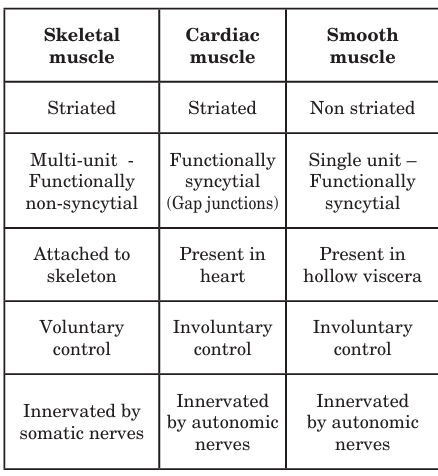 Skeletal muscle
Cardiac muscle
Smooth muscle
Striated
Striated
Non striated
Multi-unit -
Functionally
non-syncytial
Functionally
syncytial
(Gap junctions)
Single unit –
Functionally
syncytial
Attached to
skeleton
Present in
heart
Present in
hollow viscera
Voluntary
control
Involuntary
control
Involuntary
control
Innervated by
somatic nerves
Innervated
by autonomic
nerves
Innervated
by autonomic
nerves